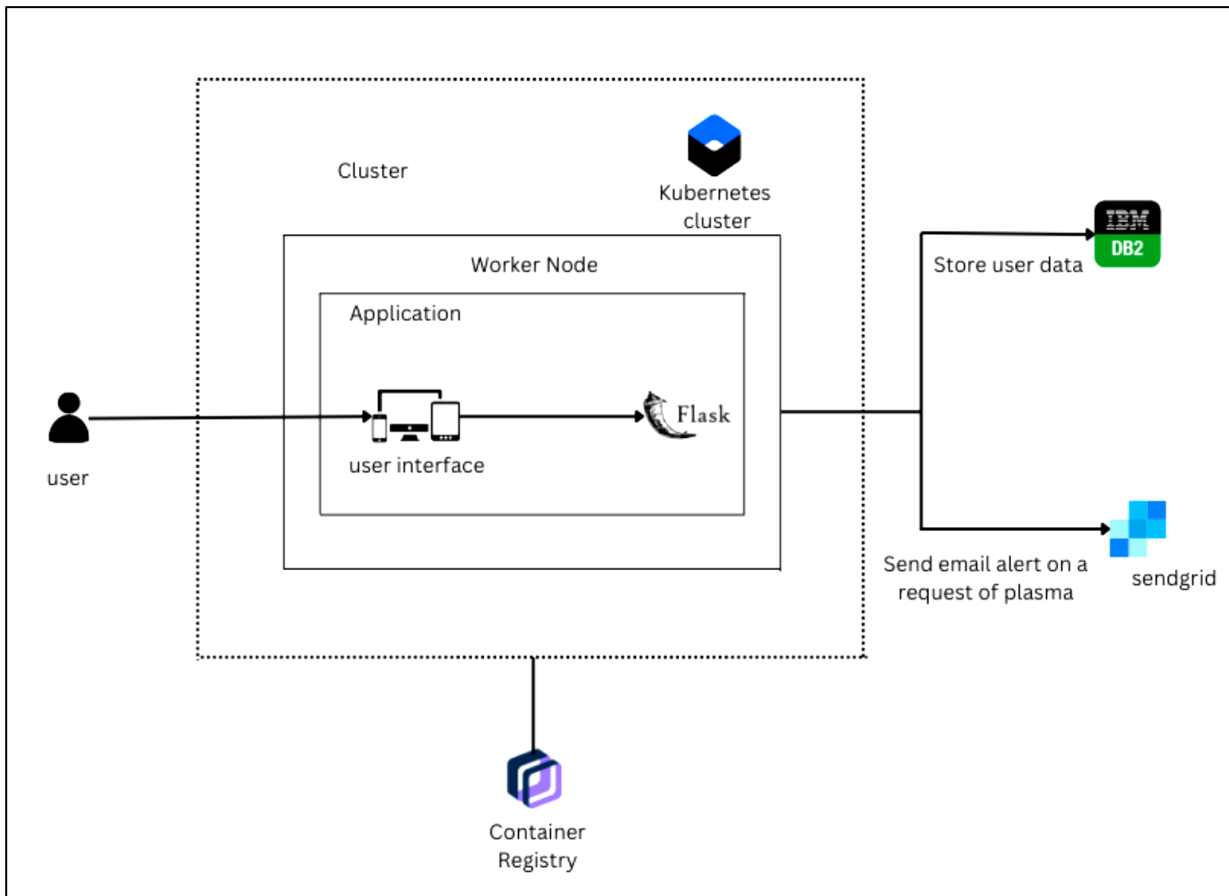 Cluster
Kubernetes
cluster
Worker Node
Application
user interface
Flask
user
IBM
DB2
Store user data
Send email alert on a
request of plasma
sendgrid
Container
Registry